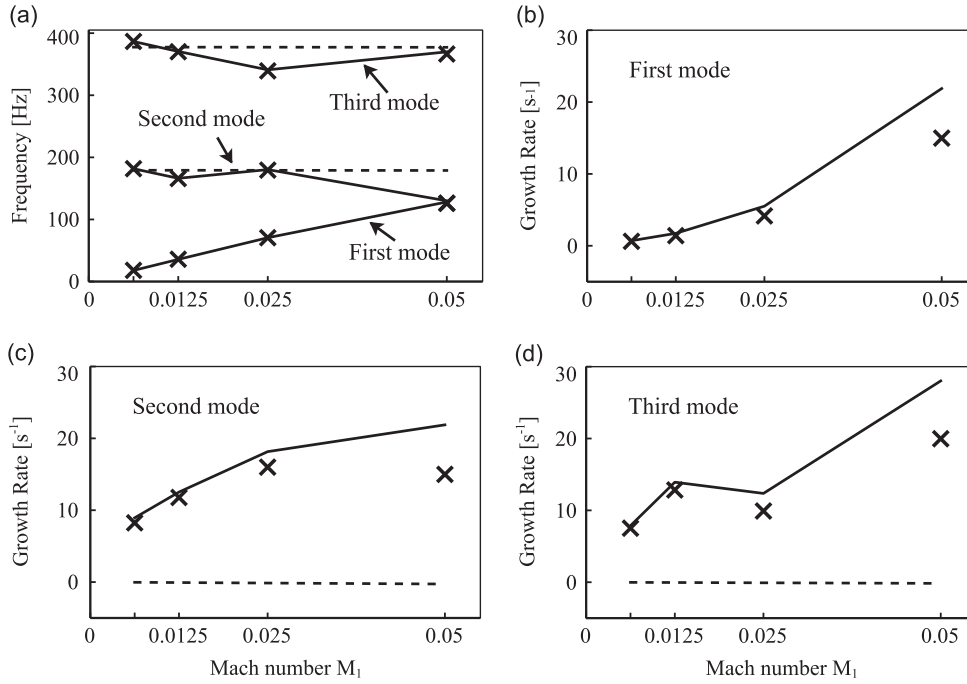 (a)
400
300
200
100
0
Frequency [Hz]
Second mode
Third mode
First mode
0
0.0125
0.025
0.05
(b)
30
20
10
0
Growth Rate [s-1]
First mode
0
0.0125
0.025
0.05
(c)
30
20
10
0
Growth Rate [s-1]
Second mode
0
0.0125
0.025
0.05
Mach number M1
(d)
30
20
10
0
Growth Rate [s-1]
Third mode
0
0.0125
0.025
0.05
Mach number M1